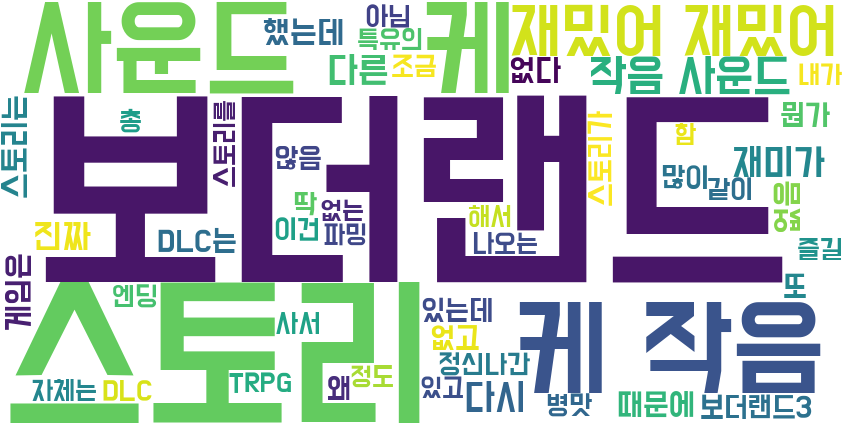 사운드
했는데
아님
특유의
케
재밌어 재밌어
다른
조금
없다
작음 사운드
내가
스토리는
총
스토리를
보더랜드
않음
딱
없는
이건
파밍
스토리가
함
뭔가
많이
같이
재미가
없음
해서
나오는
즐길
진짜
DLC는
게임은
엔딩
스토리
사서
있는데
없고
정신나간
케 작음
또
자체는
DLC
TRPG
왜
정도
있고
다시
병맛
때문에
보더랜드3